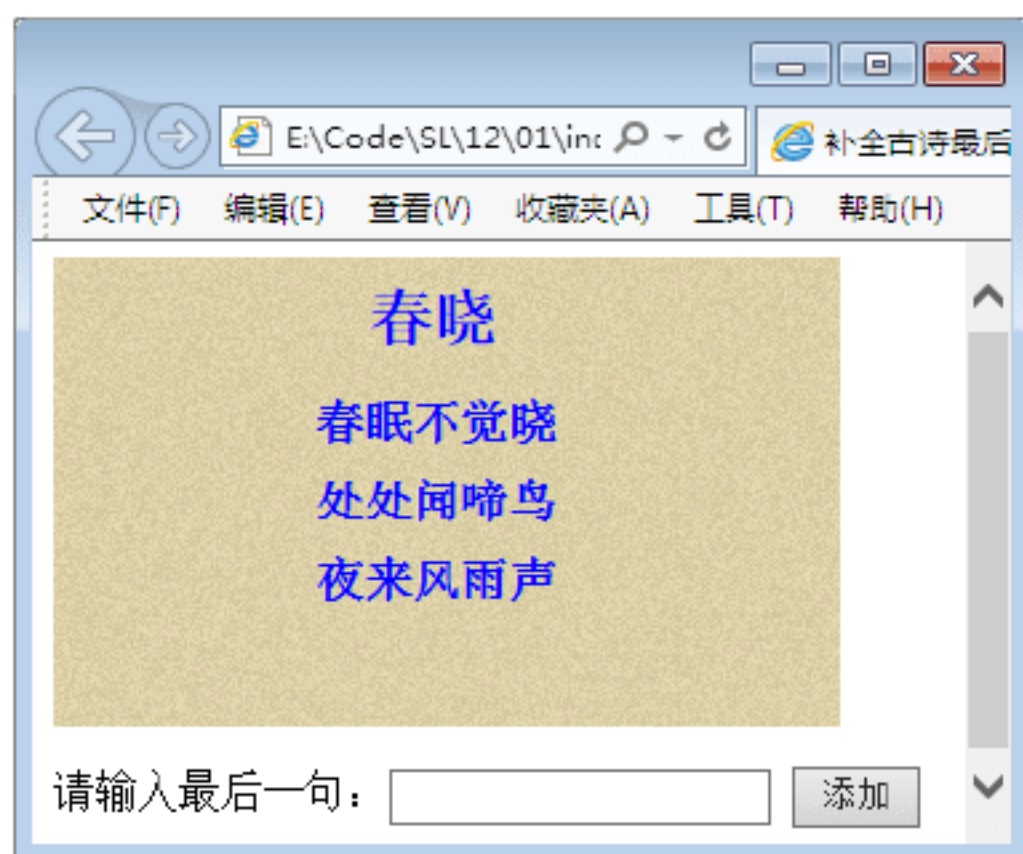 E:\Code\SL\12\01\inc
补全古诗最后
文件(F) 编辑(E) 查看(V) 收藏夹(A) 工具(T) 帮助(H)
春晓
春眠不觉晓
处处闻啼鸟
夜来风雨声
请输入最后一句： 添加